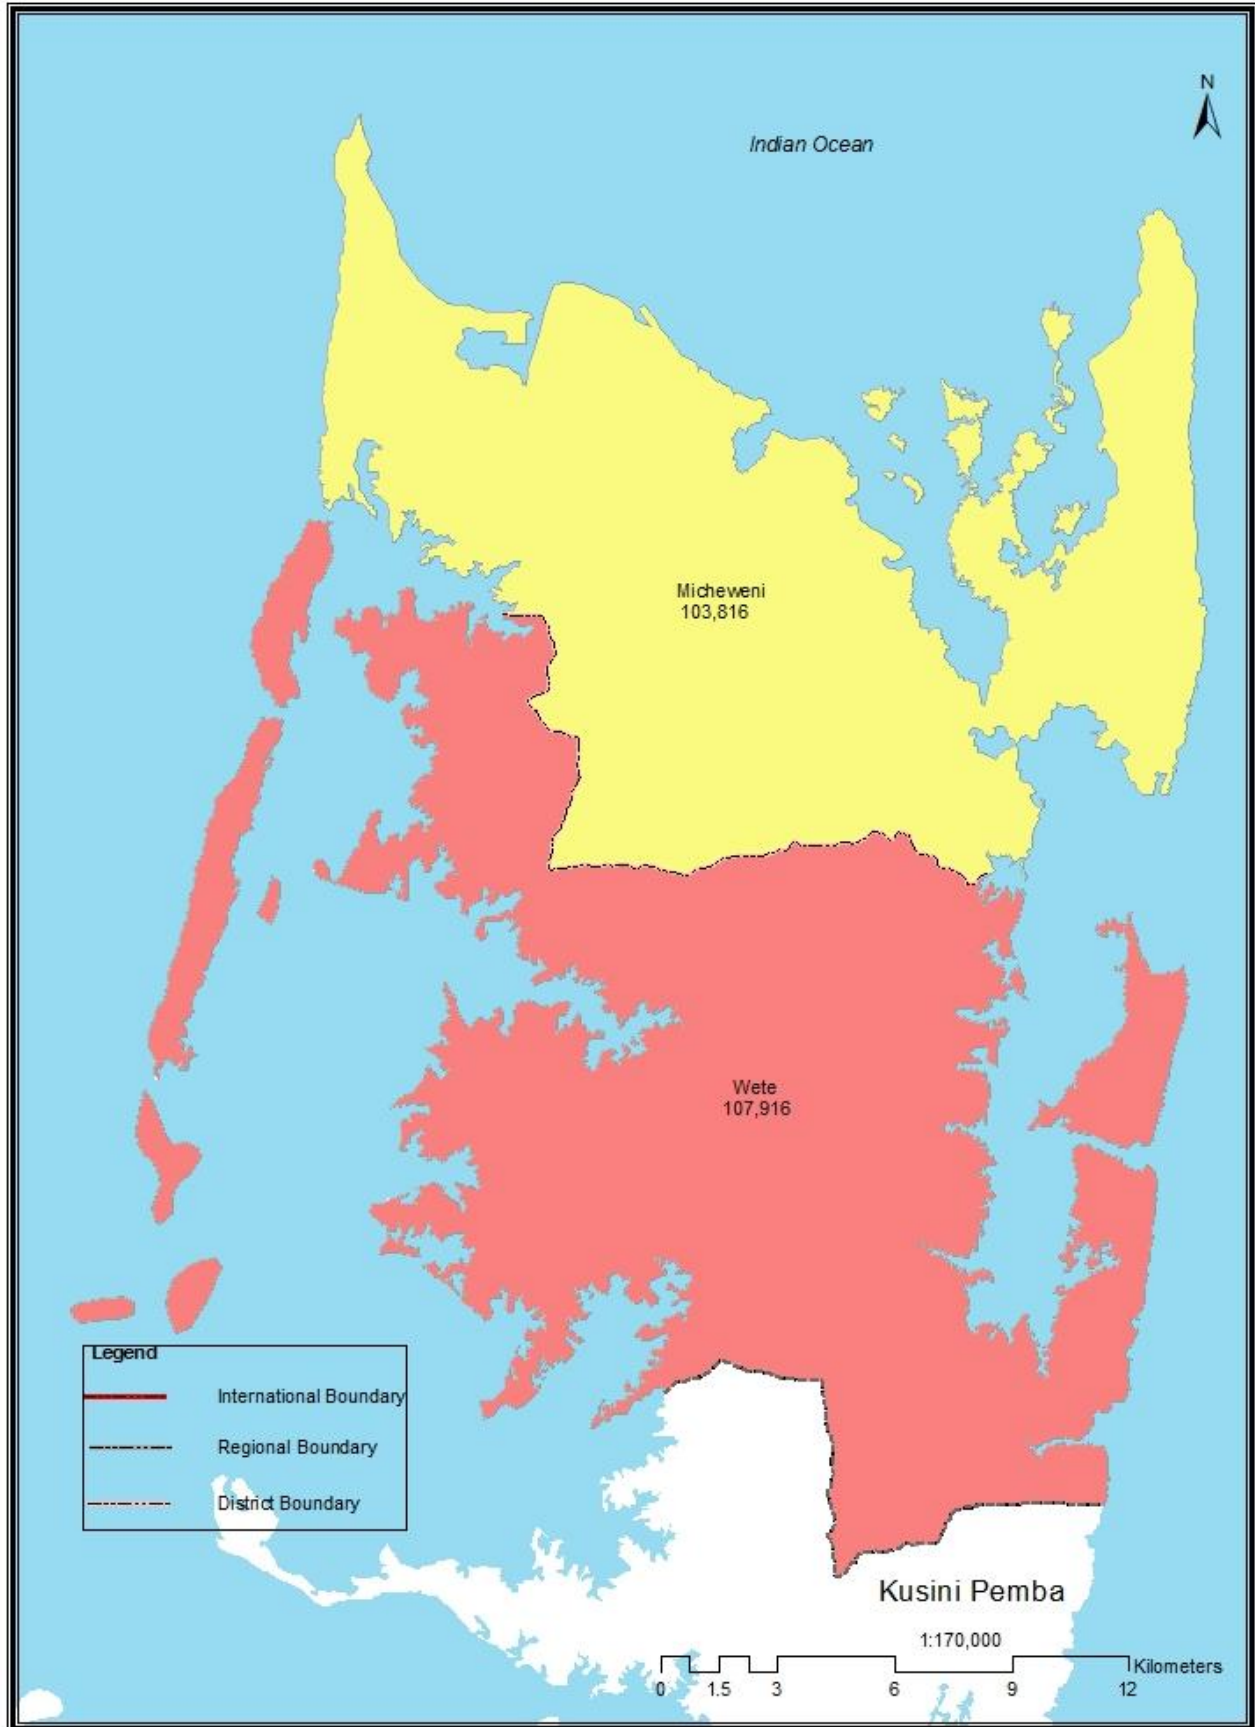 N
Indian Ocean
Micheweni
103,816
Wete
107,916
Legend
International Boundary
Regional Boundary
District Boundary
Kusini Pemba
1:170,000
Kilometers
0 1.5 3 6 9 12